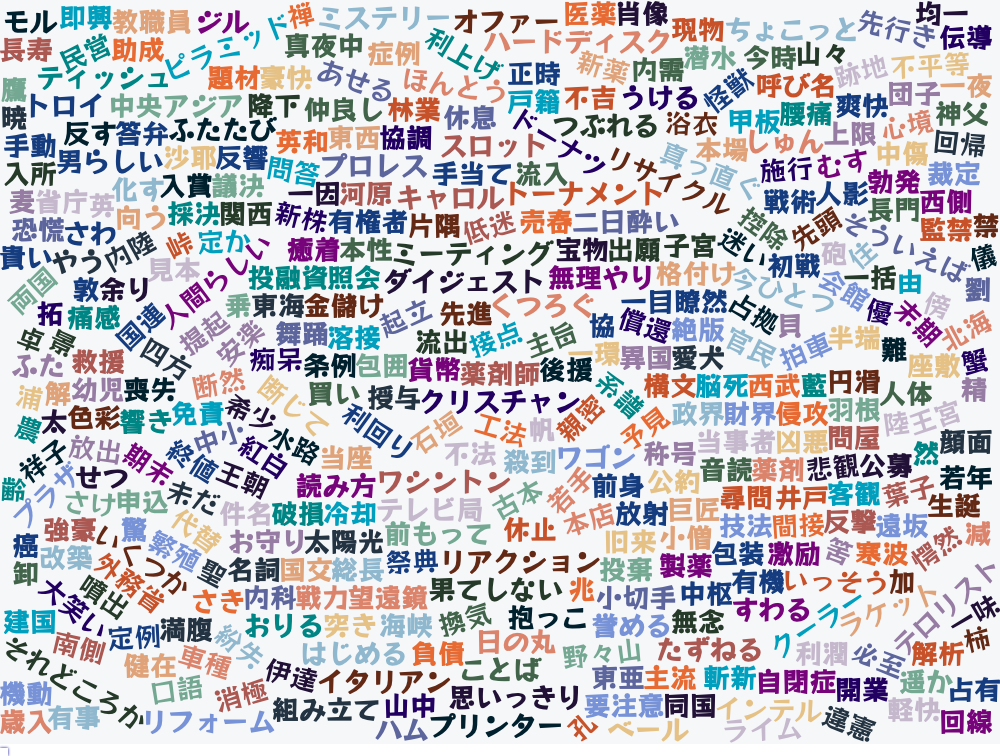 モル 即興 教職員 ジル ピラミッド 禅 ミステリー オファー 医薬 肖像 現物 ちょこっと 先行き 均一 伝導
長寿 民営 助成 真夜中 症例 利上げ ハードディスク 新薬 内需 潜水 今時 山々 跡地 不平等
鷹 ティッシュ 題材 豪快 あせる ほんとう 正時 戸籍 不吉 うける 怪獣 呼び名 団子 一夜
暁 トロイ 中央アジア 降下 仲良し 林業 休息 ドーナメツ つぶれる 浴衣 甲板 腰痛 爽快 神父
手動 反す 答弁 ふたたび 英和 東西 協調 スロット リサイクル 真っ直ぐ 本場 しゅん 上限 心境 中傷 回帰
入所 男らしい 沙耶 反響 問答 プロレス 手当て 流入 施行 むす 勃発 裁定
麦 省庁 英 化す 入賞 議決 一因 河原 キャロル トーナメント 戦術 人影 長門 西側
恐慌 さわ 向う 採決 関西 新株 有権者 片隅 低迷 売春 二日酔い 控除 先頭 そういえば 監禁 禁
貴い やう 内陸 峠 定か 癒着 本性 ミーティング 宝物 出願 子宮 迷い 初戦 砲 住 儀
両国 敦 余り 見本 人間らしい 投融資 照会 ダイジェスト 無理やり 格付け 今ひとつ 会館 一括 由 劉
拓 痛感 国連 提起 乗 東海 金儲け 起立 先進 くつろぐ 一目瞭然 占拠 貝 優 末期 傍 北海
卓 景 四方 安楽 舞踊 溶接 流出 接点 主旨 協 償還 絶版 官民 拍車 半端 難 座敷 蟹
ふた 救援 痴呆 条例 包囲 貨幣 薬剤師 後援 一環 異国 愛犬 精
浦 解 幼児 喪失 断然 断じて 買い 授与 クリスチャン 系譜 構文 脳死 西武 藍 円滑 人体
農 太 色彩 響き 免責 希少 水路 利回り 石垣 工法 帆 親密 予見 政界 財界 侵攻 羽根 陸 王宮
祥子 放出 期末 終値 中小 紅白 当座 不法 殺到 ワゴン 称号 当事者 凶悪 問屋 然 顔面
齢 プラザ せつ 未だ 王朝 読み方 ワシントン 古本 若手 前身 公約 音読 薬剤 悲観 公募 若年
さけ 申込 件名 破損 冷却 テレビ局 本店 放射 巨匠 尋問 井戸 客観 葉子 生誕
癌 強豪 いくつか 驚 代替 お守り 太陽光 前もって 休止 旧来 小僧 技法 間接 反撃 遠坂 愕然 減
卸 改築 外務省 繁殖 聖 名詞 国文 総長 祭典 リアクション 投棄 製薬 包装 激励 答 寒波
大笑い 噴出 さき 内科 戦力 望遠鏡 果てしない 兆 小切手 中枢 有機 いっそう 加 テロリスト 一味
建国 南側 定例 満腹 紛失 おりる 突き 海峡 換気 抱っこ 誉める 無念 すわる クーラー ラケット
それどころか 健在 車種 はじめる 負債 日の丸 野々山 たずねる 利潤 必至 解析 柿
機動 口語 消極 伊達 イタリアン ことば 東亜 主流 斬新 自閉症 開業 遥か 占有
歳入 有事 リフォーム 組み立て 山中 思いっきり 要注意 同国 インテル 違憲 軽快 回線
ハム プリンター 孔 ベール ライム